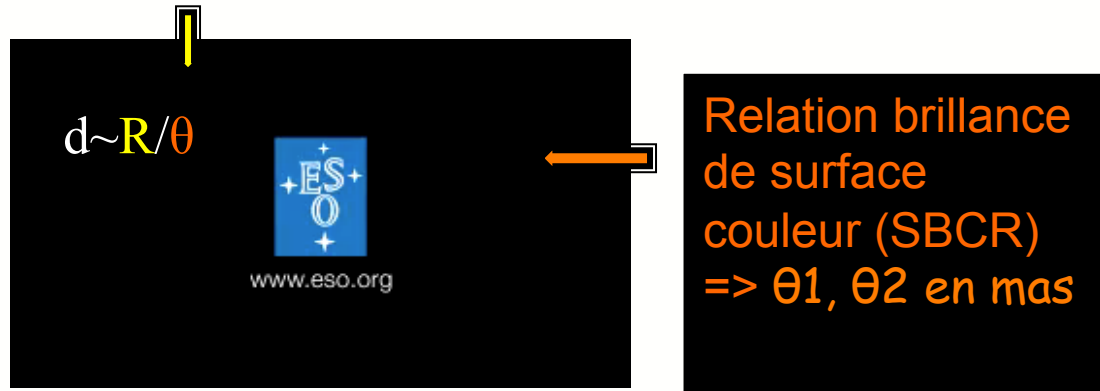 d~R/θ
ES
O
www.eso.org
Relation brillance
de surface
couleur (SBCR)
=> θ1, θ2 en mas